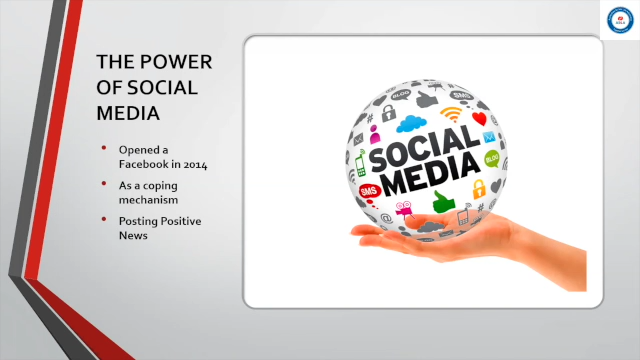 THE POWER
OF SOCIAL
MEDIA
• Opened a
Facebook in 2014
• As a coping
mechanism
• Posting Positive
News
BLOG
SMS
SOCIAL
MEDIA
BLOG
SMS
@